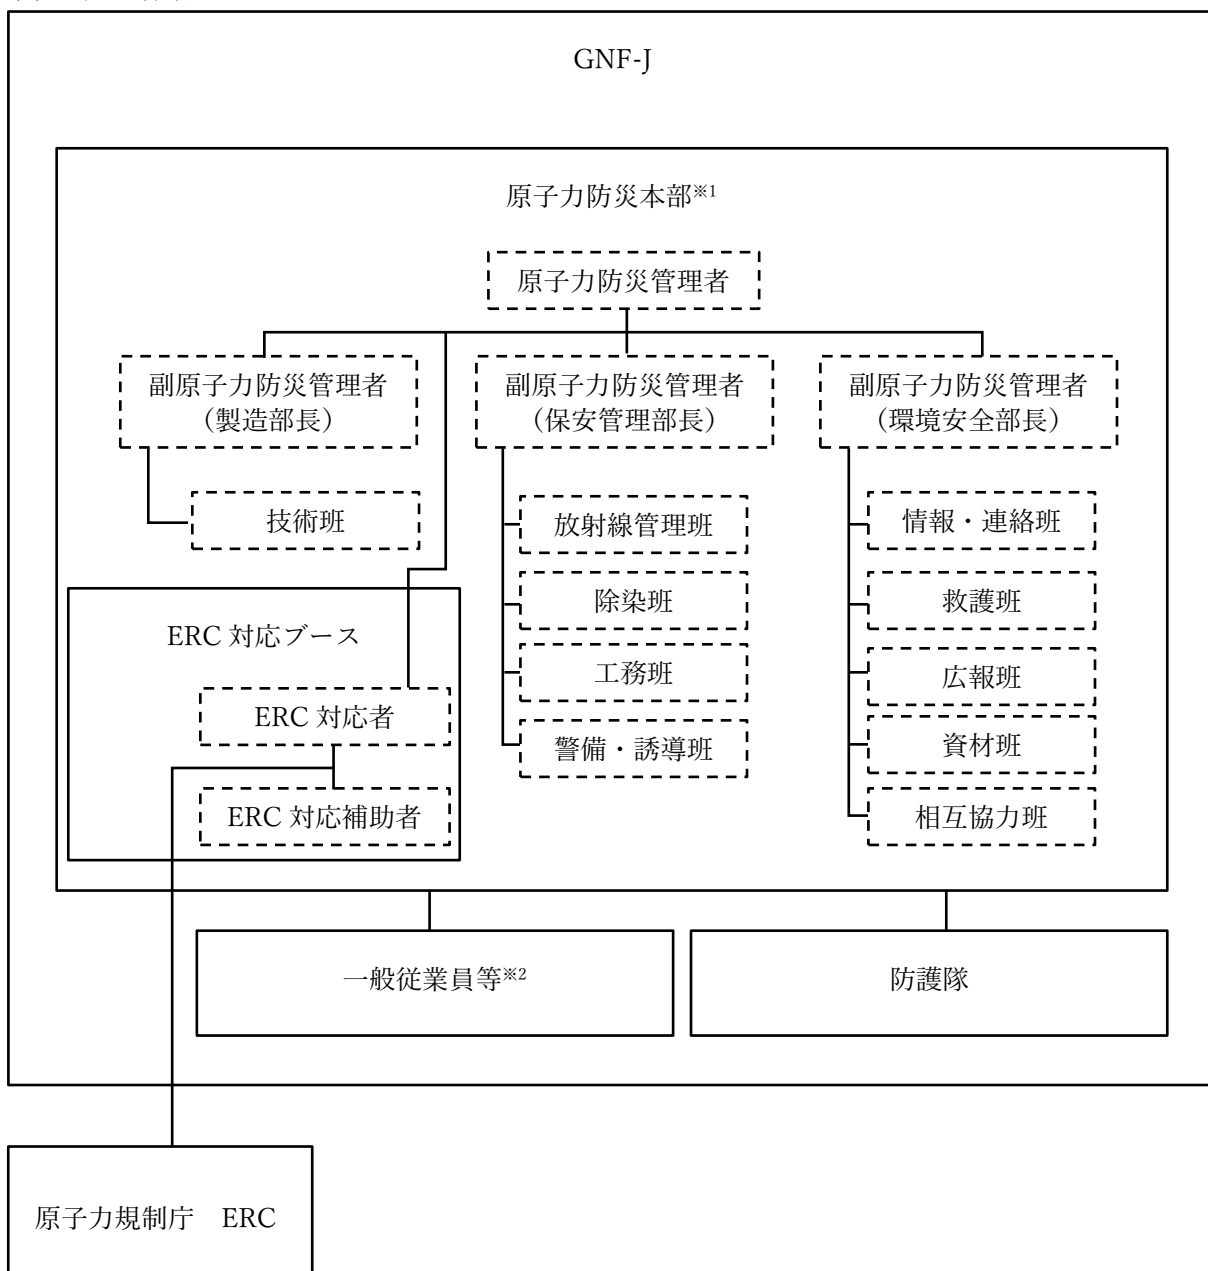 GNF-J
原子力防災本部※1
原子力防災管理者
副原子力防災管理者
（製造部長）
副原子力防災管理者
（保安管理部長）
副原子力防災管理者
（環境安全部長）
技術班
放射線管理班
除染班
工務班
警備・誘導班
情報・連絡班
救護班
広報班
資材班
相互協力班
ERC 対応ブース
ERC 対応者
ERC 対応補助者
一般従業員等※2
防護隊
原子力規制庁　ERC